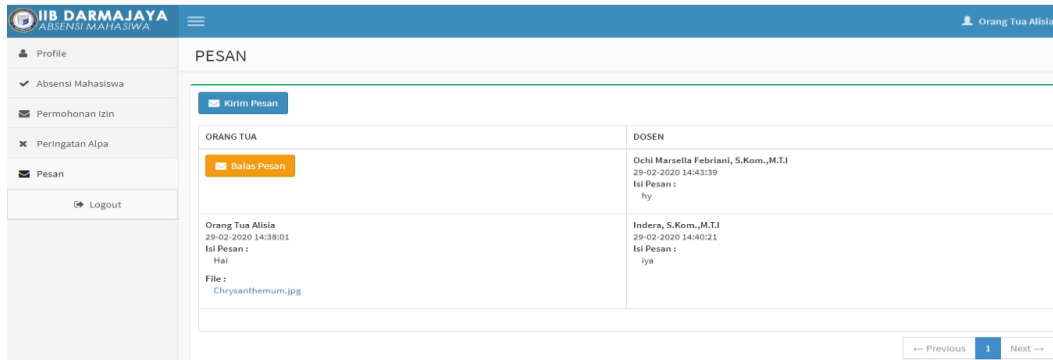 IIB DARMAJAYA
ABSENSI MAHASIWA
Orang Tua Alisia
Profile
Absensi Mahasiswa
Permohonan Izin
Peringatan Alpa
Pesan
Logout
PESAN
Kirim Pesan
ORANG TUA
DOSEN
Balas Pesan
Ochi Marsella Febriani, S.Kom.,M.T.I
29-02-2020 14:43:39
Isi Pesan :
hy
Orang Tua Alisia
29-02-2020 14:38:01
Isi Pesan :
Hai
File :
Chrysanthemum.jpg
Indera, S.Kom.,M.T.I
29-02-2020 14:40:21
Isi Pesan :
iya
← Previous 1 Next →